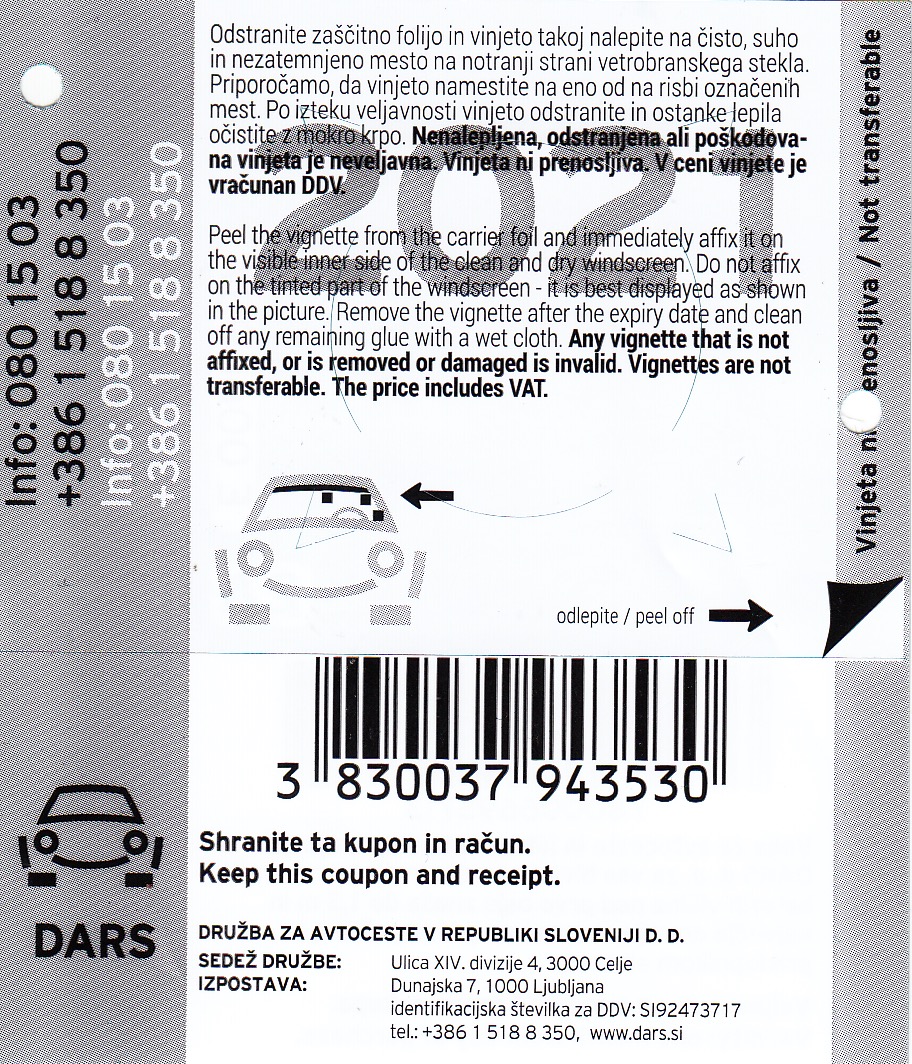 Odstranite zaščitno folijo in vinjeto takoj nalepite na čisto, suho
in nezatemnjeno mesto na notranji strani vetrobranskega stekla.
Priporočamo, da vinjeto namestite na eno od na risbi označenih
mest. Po izteku veljavnosti vinjeto odstranite in ostanke lepila
očistite z mokro krpo. Nenalepljena, odstranjena ali poškodova-
na vinjeta je neveljavna. Vinjeta ni prenosljiva. V ceni vinjete je
vračunan DDV.
2021
Peel the vignette from the carrier foil and immediately affix it on
the visible inner side of the clean and dry windscreen. Do not affix
on the tinted part of the windscreen - it is best displayed as shown
in the picture. Remove the vignette after the expiry date and clean
off any remaining glue with a wet cloth. Any vignette that is not
affixed, or is removed or damaged is invalid. Vignettes are not
transferable. The price includes VAT.
Info: 080 15 03
+386 1 518 8 350
Info: 080 15 03
+386 1 518 8 350
Vinjeta ni enosljiva / Not transferable
odlepite / peel off
3 830037 943530
Shranite ta kupon in račun.
Keep this coupon and receipt.
DARS
DRUŽBA ZA AVTOCESTE V REPUBLIKI SLOVENIJI D. D.
SEDEŽ DRUŽBE: Ulica XIV. divizije 4, 3000 Celje
IZPOSTAVA: Dunajska 7, 1000 Ljubljana
identifikacijska številka za DDV: SI92473717
tel.: +386 1 518 8 350, www.dars.si